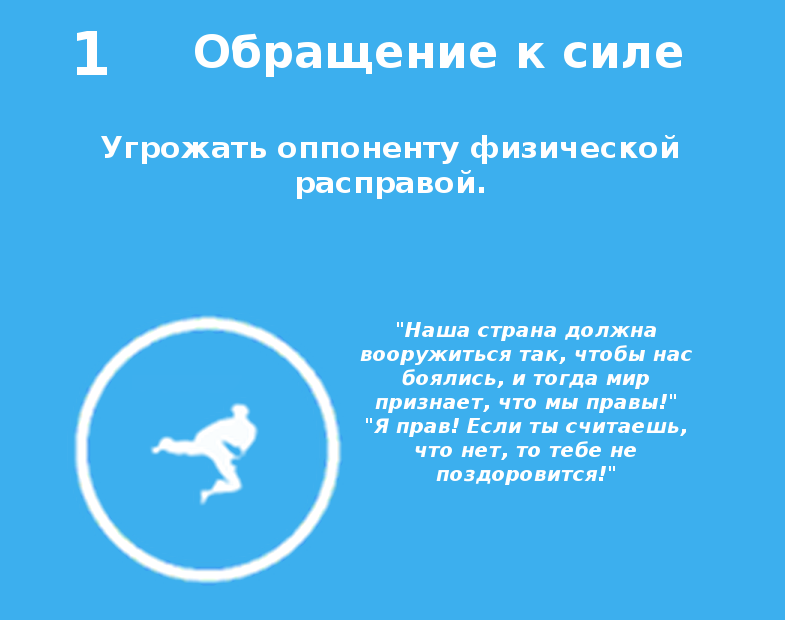 1 Обращение к силе
Угрожать оппоненту физической
расправой.
"Наша страна должна
вооружиться так, чтобы нас
боялись, и тогда мир
признает, что мы правы!"
"Я прав! Если ты считаешь,
что нет, то тебе не
поздоровится!"